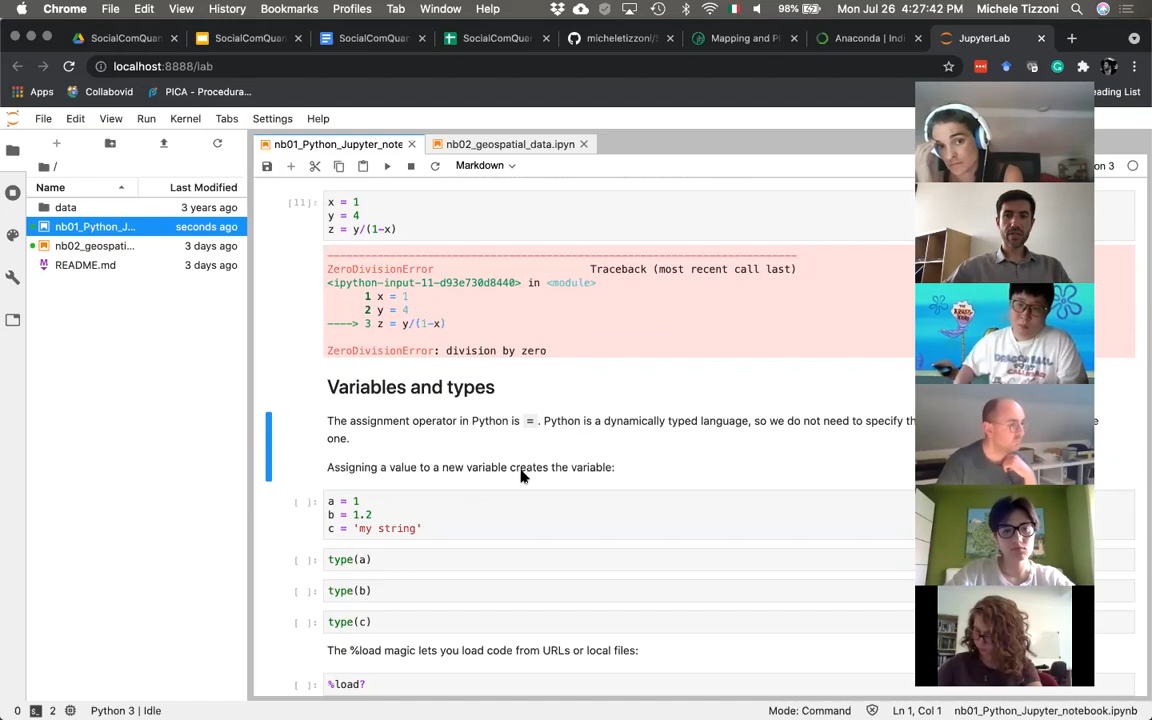 Chrome File Edit View History Bookmarks Profiles Tab Window Help 98% Mon Jul 26 4:27:42 PM Michele Tizzoni
SocialComQuan SocialComQuan SocialComQuan SocialComQuan micheletizzoni/S Mapping and Pl Anaconda | Indi JupyterLab
localhost:8888/lab
Apps Collabovid PICA - Procedura... eading List
File Edit View Run Kernel Tabs Settings Help
nb01_Python_Jupyter_note nb02_geospatial_data.ipyn
/
Markdown
n 3
Name Last Modified
data 3 years ago
nb01_Python_J... seconds ago
nb02_geospati... 3 days ago
README.md 3 days ago
[11]: x = 1
y = 4
z = y/(1-x)
ZeroDivisionError Traceback (most recent call last)
<ipython-input-11-d93e730d8440> in <module>
1 x = 1
2 y = 4
----> 3 z = y/(1-x)
ZeroDivisionError: division by zero
Variables and types
The assignment operator in Python is = . Python is a dynamically typed language, so we do not need to specify th e
one.
Assigning a value to a new variable creates the variable:
[ ]: a = 1
b = 1.2
c = 'my string'
[ ]: type(a)
[ ]: type(b)
[ ]: type(c)
The %load magic lets you load code from URLs or local files:
[ ]: %load?
0 2 Python 3 | Idle Mode: Command Ln 1, Col 1 nb01_Python_Jupyter_notebook.ipynb